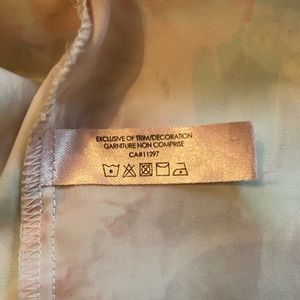 EXCLUSIVE OF TRIM/DECORATION
GARNITURE NON COMPRISE
CA#11297